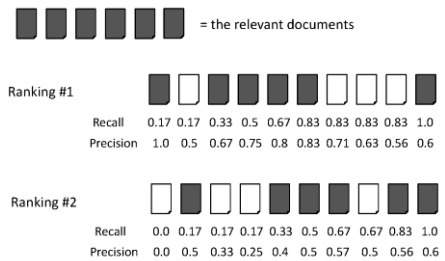 = the relevant documents
Ranking #1
Recall 0.17 0.17 0.33 0.5 0.67 0.83 0.83 0.83 0.83 1.0
Precision 1.0 0.5 0.67 0.75 0.8 0.83 0.71 0.63 0.56 0.6
Ranking #2
Recall 0.0 0.17 0.17 0.17 0.33 0.5 0.67 0.67 0.83 1.0
Precision 0.0 0.5 0.33 0.25 0.4 0.5 0.57 0.5 0.56 0.6